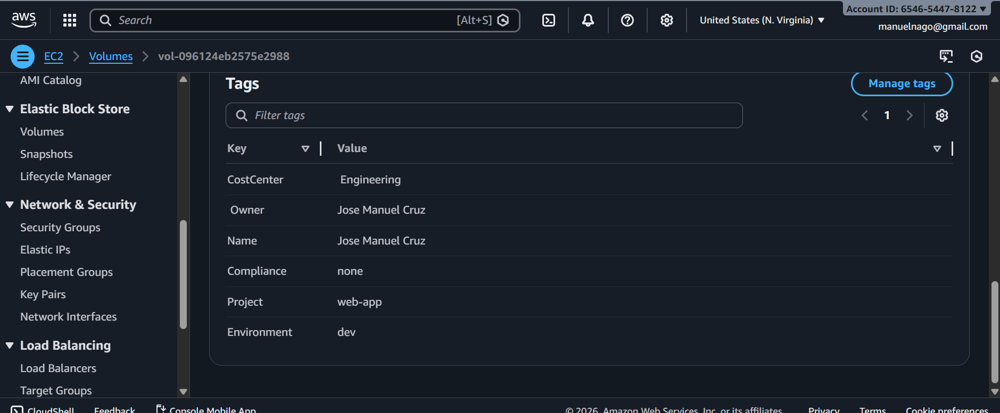 aws
Search [Alt+S]
United States (N. Virginia)
Account ID: 6546-5447-8122
manuelnago@gmail.com
EC2 Volumes vol-096124eb2575e2988
AMI Catalog
Elastic Block Store
Volumes
Snapshots
Lifecycle Manager
Network & Security
Security Groups
Elastic IPs
Placement Groups
Key Pairs
Network Interfaces
Load Balancing
Load Balancers
Target Groups
Tags
Manage tags
Filter tags
1
Key Value
CostCenter Engineering
Owner Jose Manuel Cruz
Name Jose Manuel Cruz
Compliance none
Project web-app
Environment dev
CloudShell Feedback Console Mobile App © 2026, Amazon Web Services, Inc. or its affiliates. Privacy Terms Cookie preferences